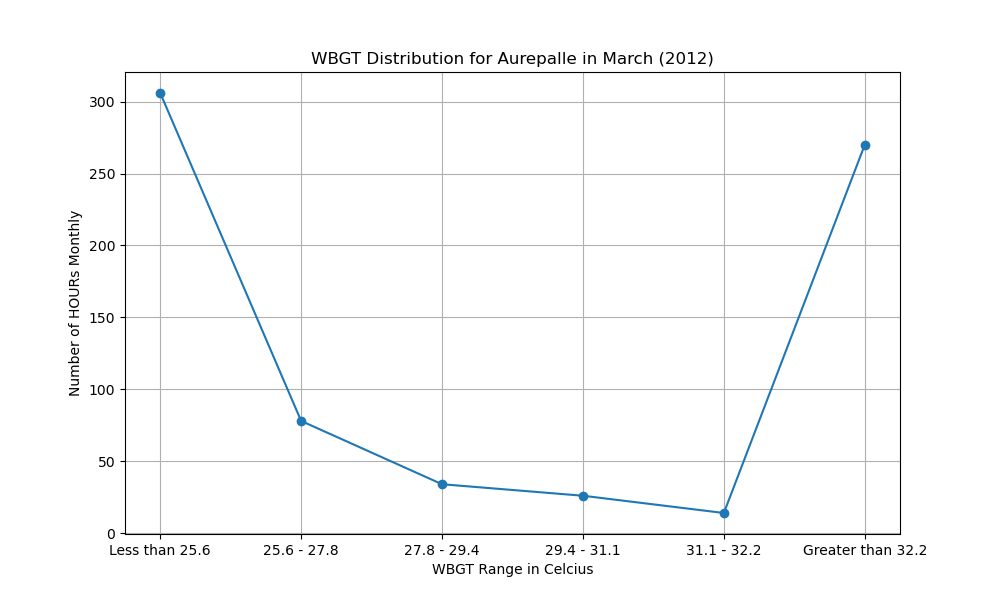 WBGT Distribution for Aurepalle in March (2012)
Number of HOURs Monthly
300
250
200
150
100
50
0
Less than 25.6
25.6 - 27.8
27.8 - 29.4
29.4 - 31.1
31.1 - 32.2
Greater than 32.2
WBGT Range in Celcius